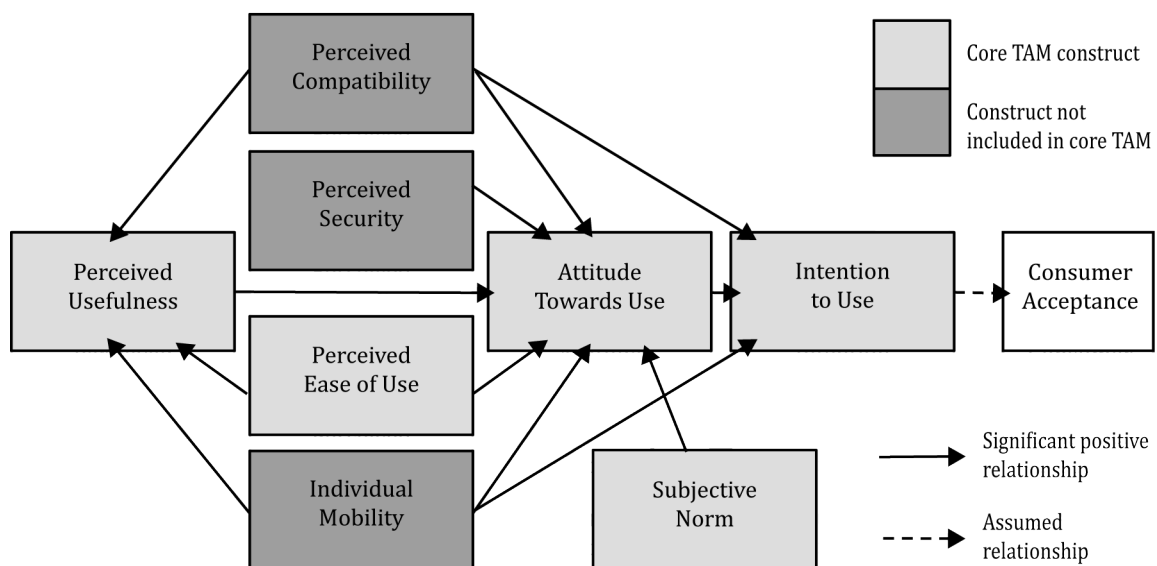 Perceived
Compatibility
Core TAM construct
Construct not
included in core TAM
Perceived
Security
Perceived
Usefulness
Attitude
Towards Use
Intention
to Use
Consumer
Acceptance
Perceived
Ease of Use
Individual
Mobility
Subjective
Norm
Significant positive
relationship
Assumed
relationship